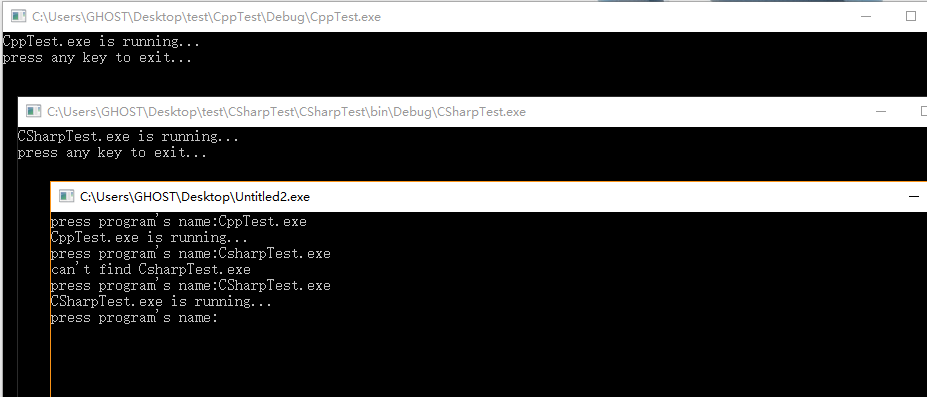 C:\Users\GHOST\Desktop\test\CppTest\Debug\CppTest.exe
CppTest.exe is running...
press any key to exit...
C:\Users\GHOST\Desktop\test\CSharpTest\CSharpTest\bin\Debug\CSharpTest.exe
CSharpTest.exe is running...
press any key to exit...
C:\Users\GHOST\Desktop\Untitled2.exe
press program's name:CppTest.exe
CppTest.exe is running...
press program's name:CsharpTest.exe
can't find CsharpTest.exe
press program's name:CSharpTest.exe
CSharpTest.exe is running...
press program's name: